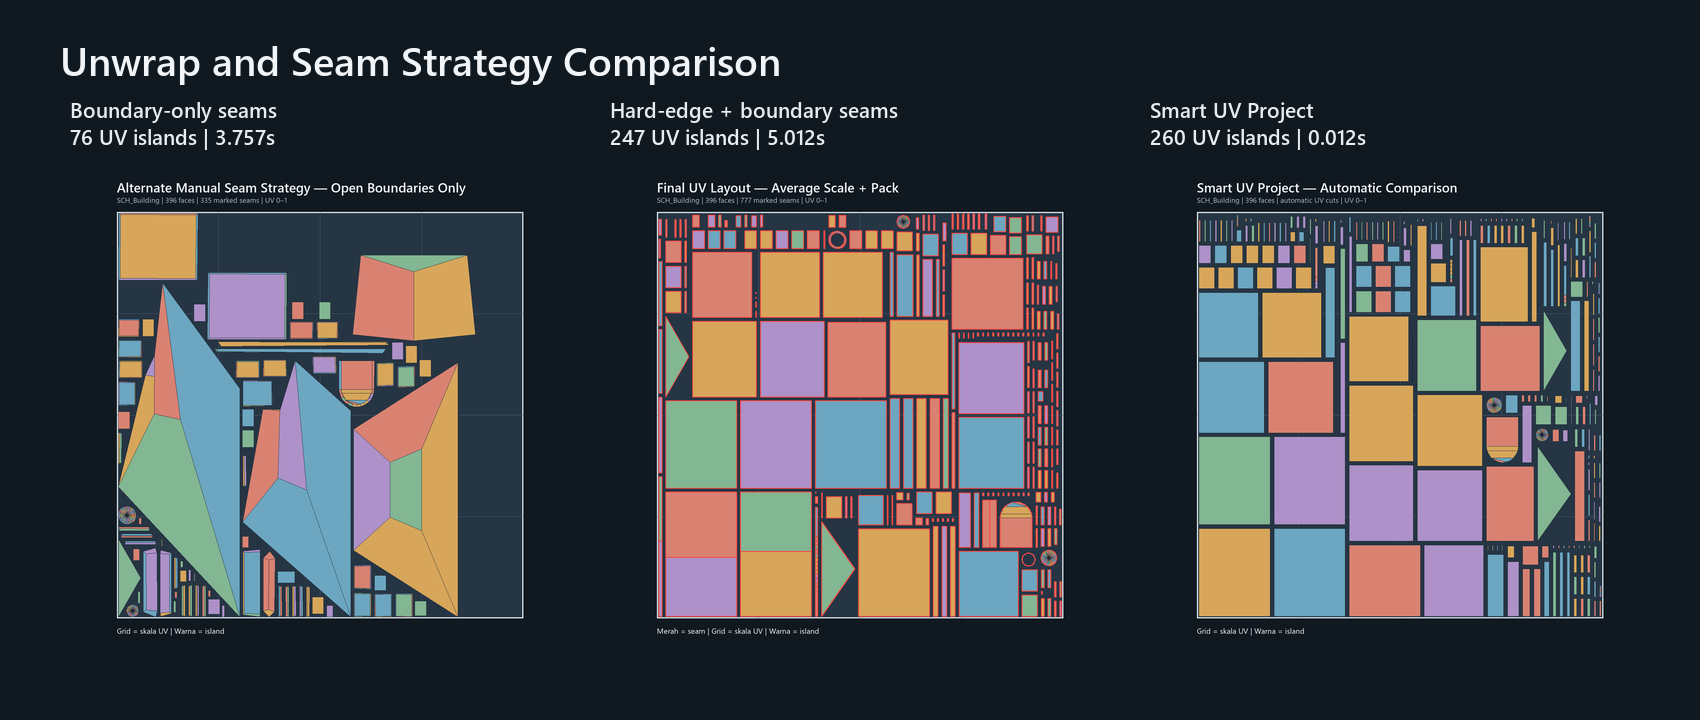 Unwrap and Seam Strategy Comparison
Boundary-only seams
76 UV islands | 3.757s
Alternate Manual Seam Strategy — Open Boundaries Only
SCH_Building | 396 faces | 335 marked seams | UV 0–1
Grid = skala UV | Warna = island
Hard-edge + boundary seams
247 UV islands | 5.012s
Final UV Layout — Average Scale + Pack
SCH_Building | 396 faces | 777 marked seams | UV 0–1
Merah = seam | Grid = skala UV | Warna = island
Smart UV Project
260 UV islands | 0.012s
Smart UV Project — Automatic Comparison
SCH_Building | 396 faces | automatic UV cuts | UV 0–1
Grid = skala UV | Warna = island